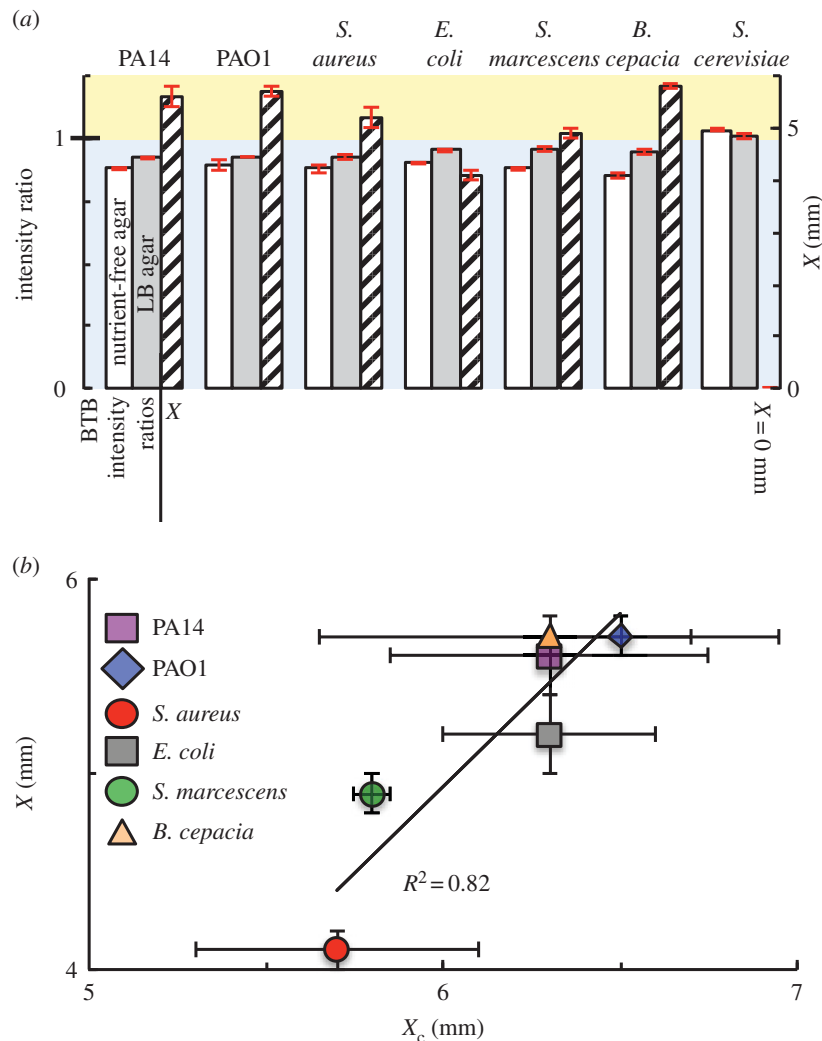 (a)
PA14
PAO1
S. aureus
E. coli
S. marcescens
B. cepacia
S. cerevisiae
intensity ratio
1
0
nutrient-free agar
LB agar
5
0
X (mm)
BTB intensity ratios
X
X = 0 mm
(b)
6
4
X (mm)
PA14
PAO1
S. aureus
E. coli
S. marcescens
B. cepacia
R² = 0.82
5
6
7
Xc (mm)